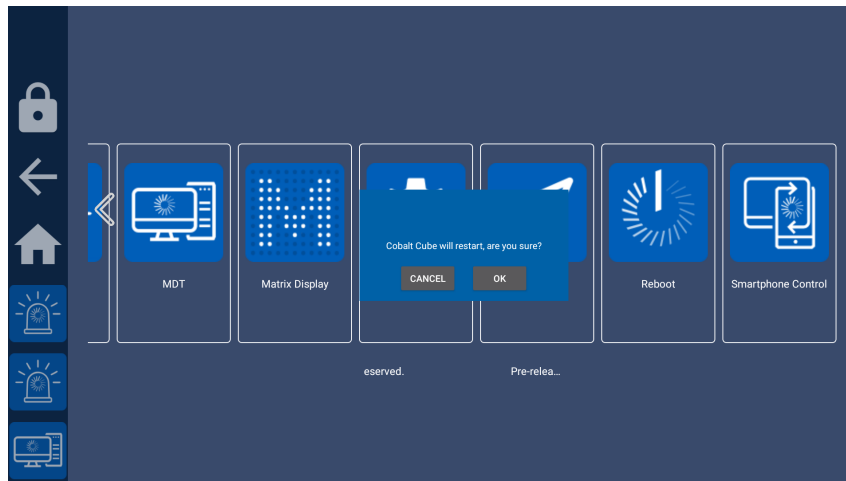 Cobalt Cube will restart, are you sure?
CANCEL OK
MDT Matrix Display Reboot Smartphone Control
eserved. Pre-relea...